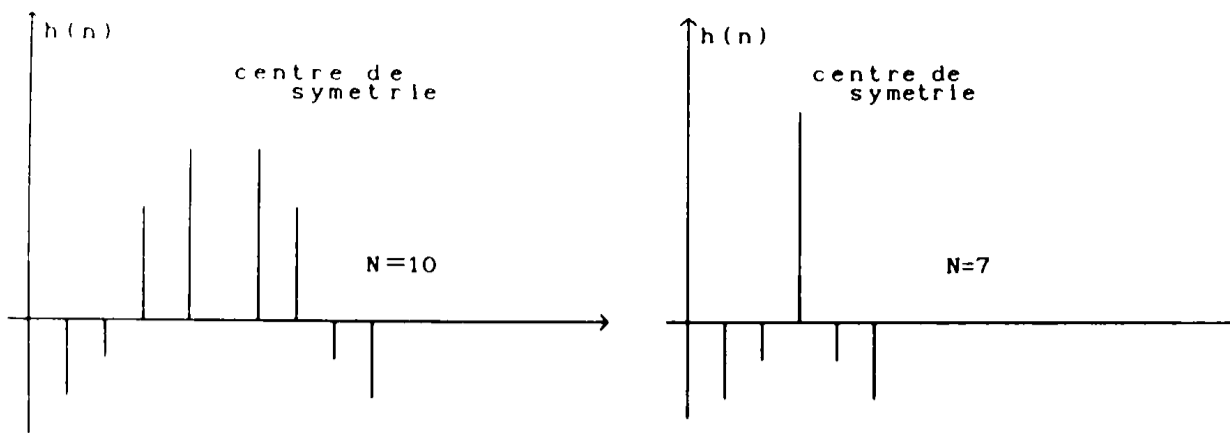 h(n)
centre de
symetrie
N=10
h(n)
centre de
symetrie
N=7